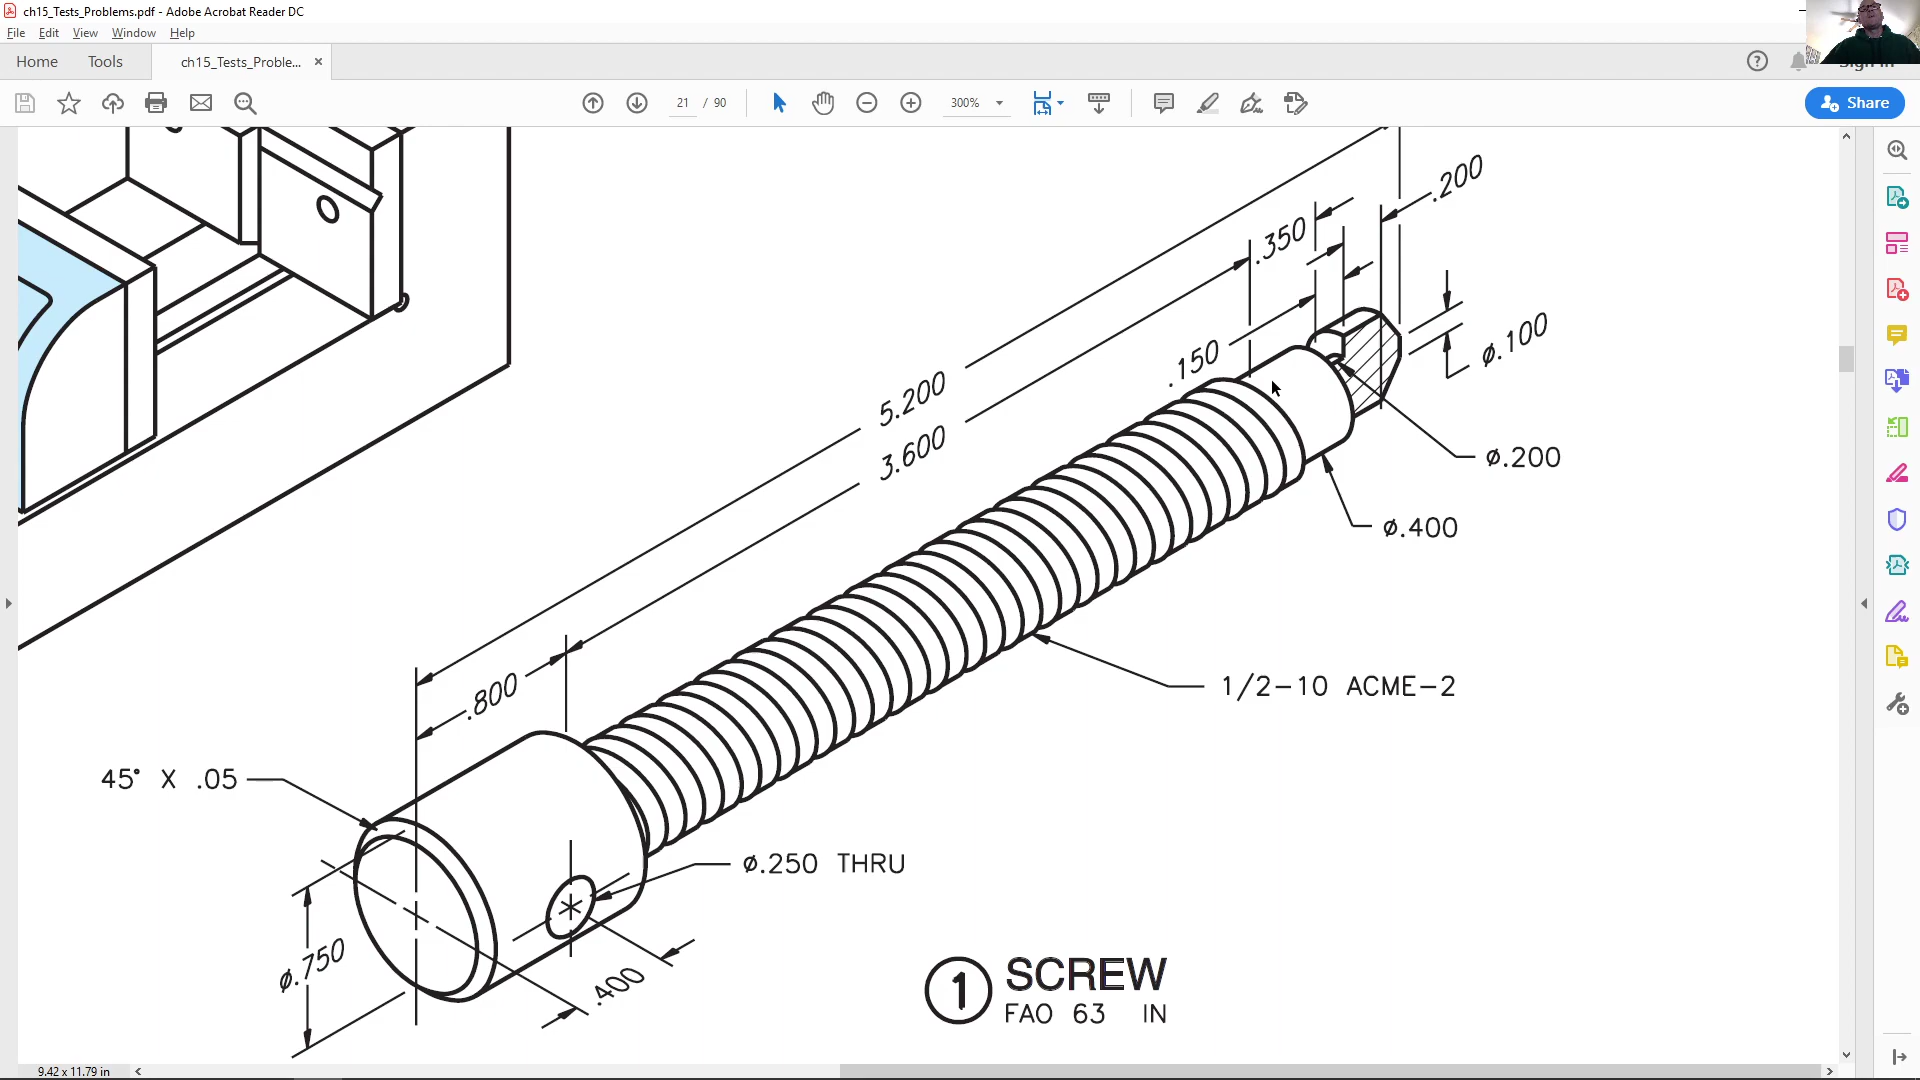 ch15_Tests_Problems.pdf - Adobe Acrobat Reader DC
File Edit View Window Help
Home Tools ch15_Tests_Proble... ×
21 / 90 300% Share
.200
.350
ø.100
.150
5.200
3.600
ø.200
ø.400
1/2-10 ACME-2
.800
45° X .05
ø.250 THRU
ø.750
.400
1 SCREW
FAO 63 IN
9.42 x 11.79 in